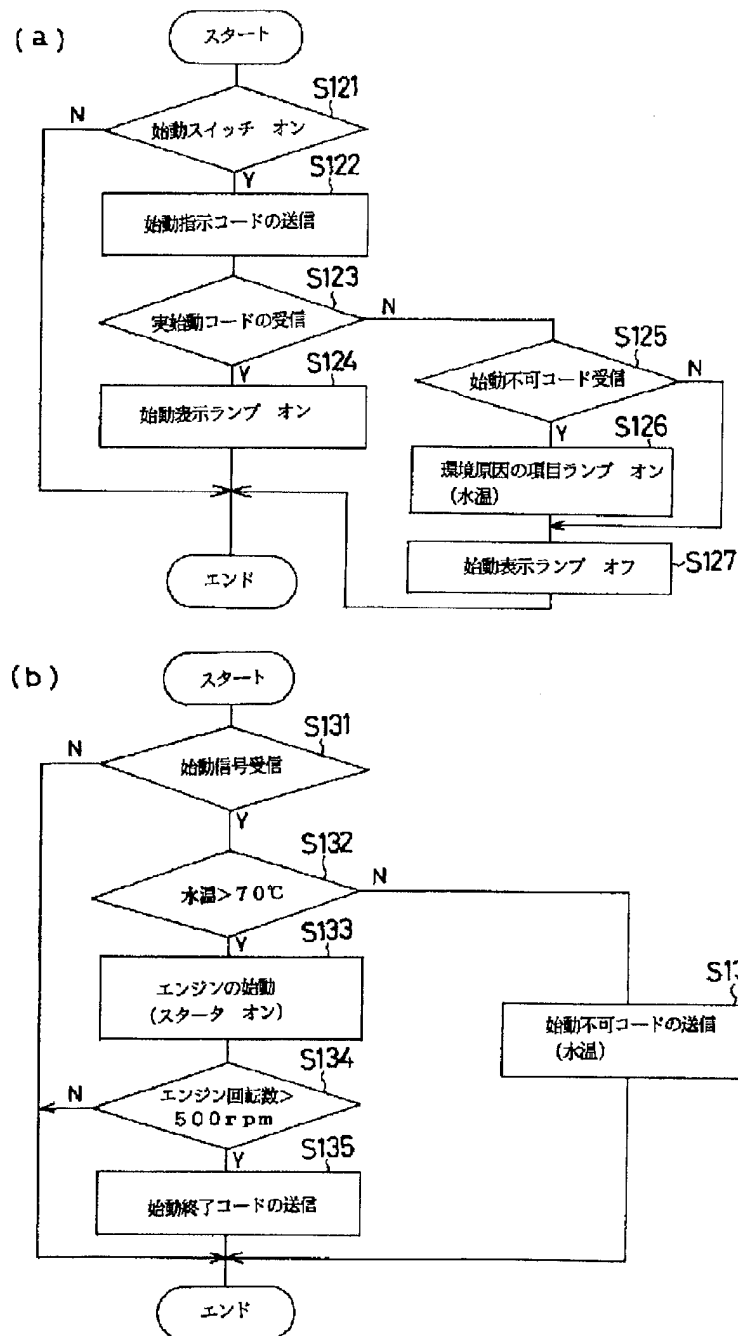 (a)
スタート
S121
N
始動スイッチ オン
Y
S122
始動指示コードの送信
S123
N
実始動コードの受信
Y
S124
始動表示ランプ オン
S125
N
始動不可コード受信
Y
S126
環境原因の項目ランプ オン
(水温)
始動表示ランプ オフ
S127
エンド
(b)
スタート
S131
N
始動信号受信
Y
S132
N
水温>70℃
Y
S133
エンジンの始動
(スタータ オン)
S134
N
エンジン回転数>
500rpm
Y
S135
始動終了コードの送信
始動不可コードの送信
(水温)
エンド